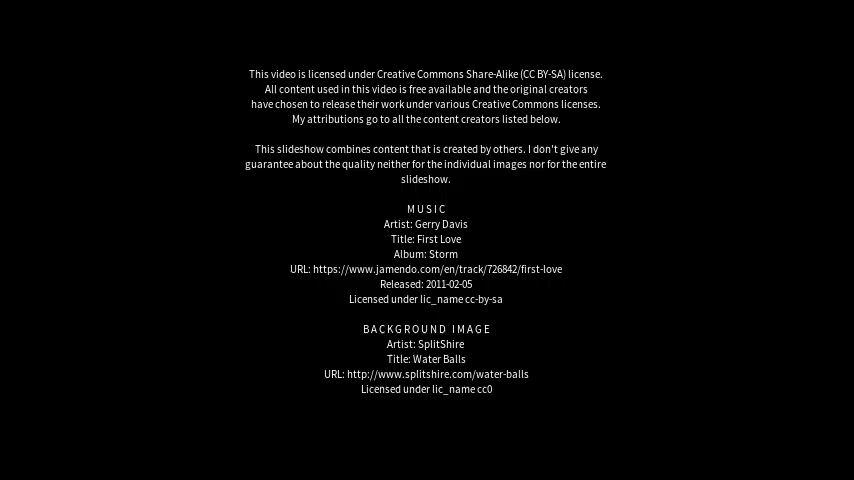 This video is licensed under Creative Commons Share-Alike (CC BY-SA) license.
All content used in this video is free available and the original creators
have chosen to release their work under various Creative Commons licenses.
My attributions go to all the content creators listed below.
This slideshow combines content that is created by others. I don't give any
guarantee about the quality neither for the individual images nor for the entire
slideshow.
MUSIC
Artist: Gerry Davis
Title: First Love
Album: Storm
URL: https://www.jamendo.com/en/track/726842/first-love
Released: 2011-02-05
Licensed under lic_name cc-by-sa
BACKGROUND IMAGE
Artist: SplitShire
Title: Water Balls
URL: http://www.splitshire.com/water-balls
Licensed under lic_name cc0